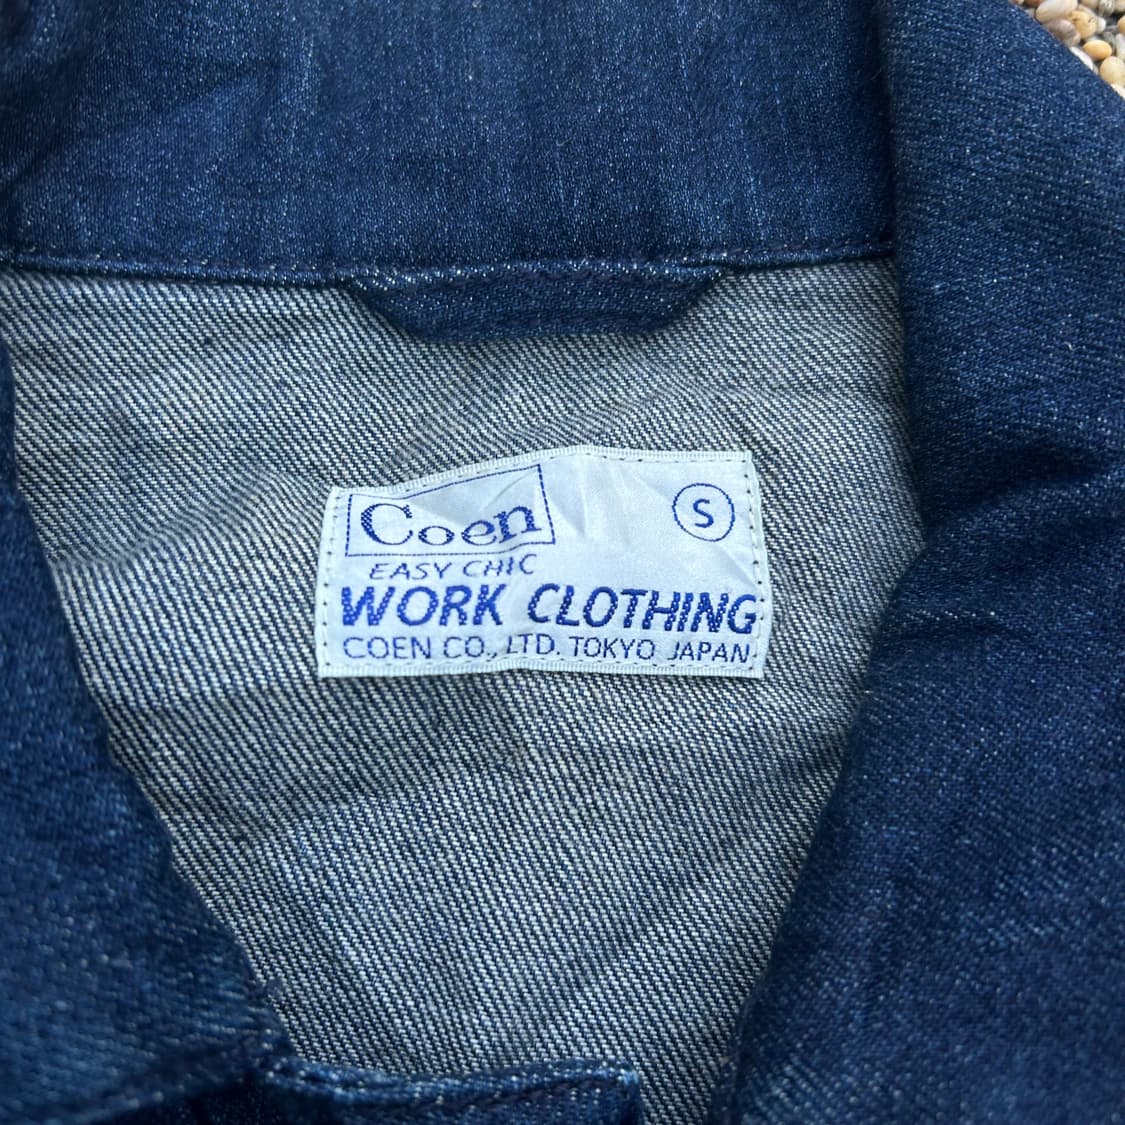 Coen
S
EASY CHIC
WORK CLOTHING
COEN CO., LTD. TOKYO JAPAN